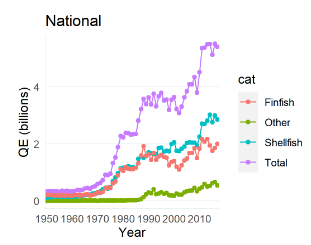 National
QE (billions)
4
2
0
1950 1960 1970 1980 1990 2000 2010
Year
cat
Finfish
Other
Shellfish
Total